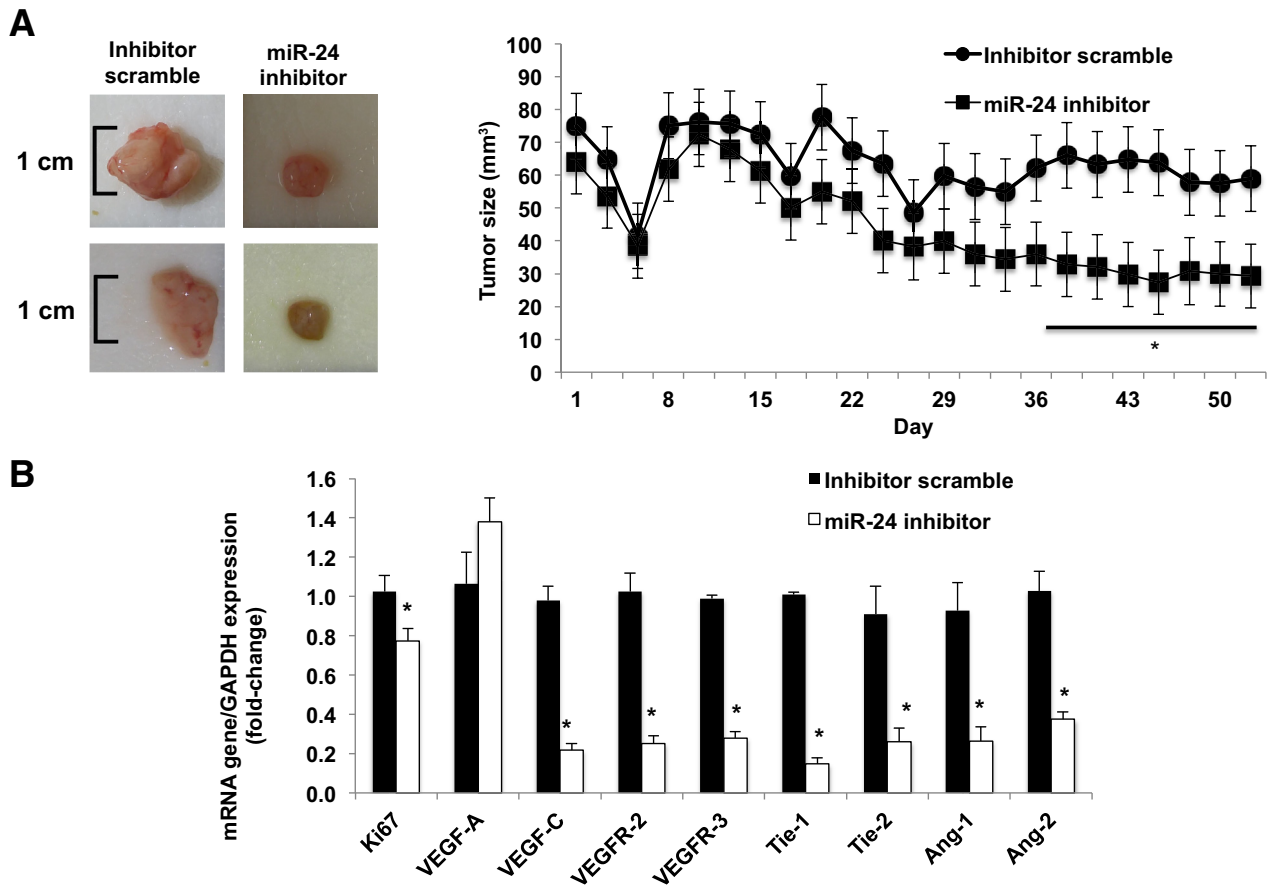 A
Inhibitor
scramble
miR-24
inhibitor
1 cm
1 cm
Tumor size (mm³)
100
90
80
70
60
50
40
30
20
10
0
Inhibitor scramble
miR-24 inhibitor
*
1 8 15 22 29 36 43 50
Day
B
mRNA gene/GAPDH expression
(fold-change)
1.6
1.4
1.2
1.0
0.8
0.6
0.4
0.2
0.0
Inhibitor scramble
miR-24 inhibitor
* * * * * * * *
Ki67 VEGF-A VEGF-C VEGFR-2 VEGFR-3 Tie-1 Tie-2 Ang-1 Ang-2